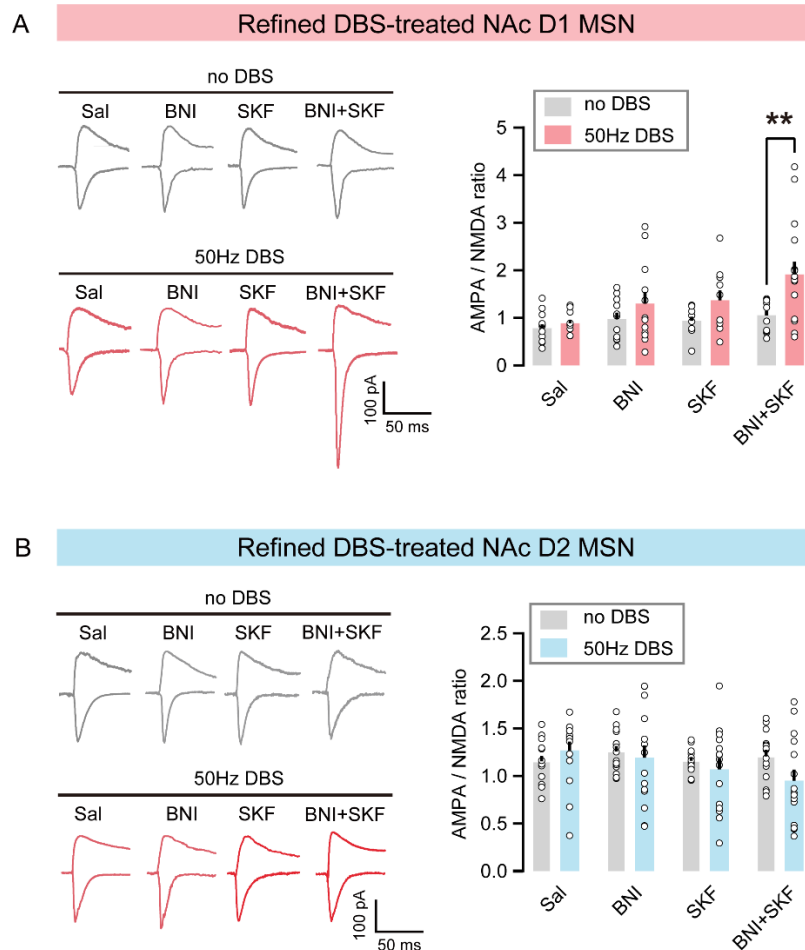 A
Refined DBS-treated NAc D1 MSN
no DBS
Sal BNI SKF BNI+SKF
50Hz DBS
Sal BNI SKF BNI+SKF
100 pA
50 ms
no DBS
50Hz DBS
**
AMPA / NMDA ratio
5
4
3
2
1
0
Sal BNI SKF BNI+SKF
B
Refined DBS-treated NAc D2 MSN
no DBS
Sal BNI SKF BNI+SKF
50Hz DBS
Sal BNI SKF BNI+SKF
100 pA
50 ms
no DBS
50Hz DBS
AMPA / NMDA ratio
2.5
2.0
1.5
1.0
0.5
0.0
Sal BNI SKF BNI+SKF